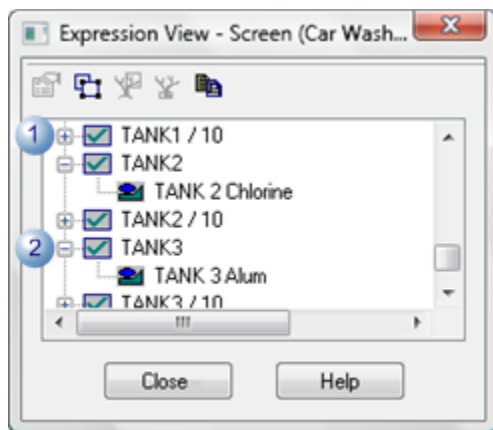 Expression View - Screen (Car Wash...
1 TANK1 / 10
TANK2
TANK 2 Chlorine
TANK2 / 10
2 TANK3
TANK 3 Alum
TANK3 / 10
Close Help